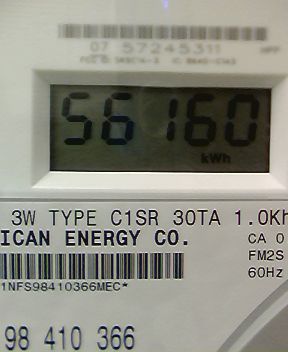 07 57245311
56160
kWh
3W TYPE C1SR 30TA 1.0Kh
ICAN ENERGY CO.
CA 0
FM2S
60Hz
1NFS98410366MEC*
98 410 366